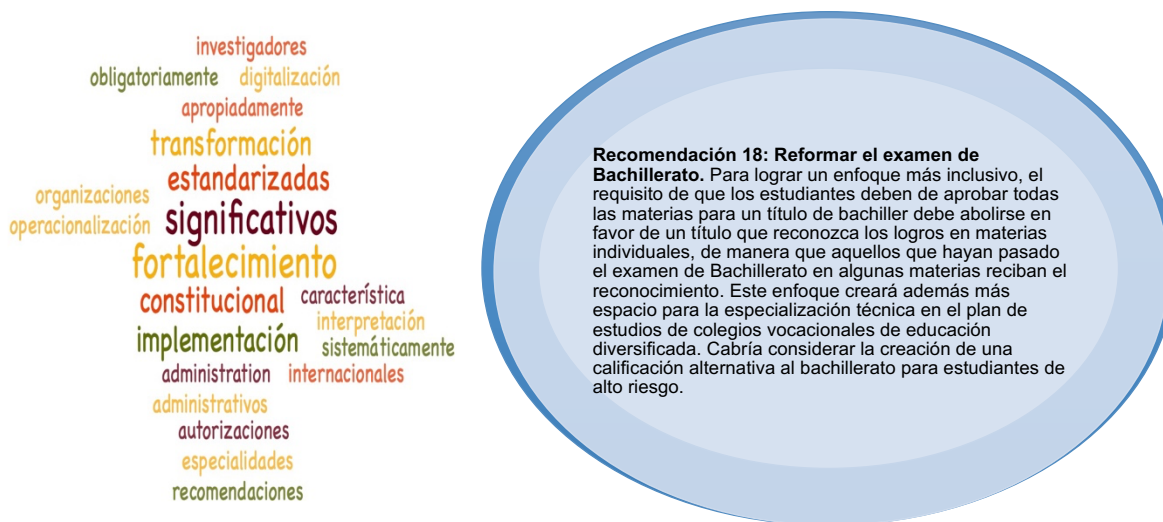 investigadores
obligatoriamente digitalización
apropiadamente
transformación
estandarizadas
organizaciones
significativos
operacionalización
fortalecimiento
constitucional característica
interpretación
implementación sistemáticamente
administration internacionales
administrativos
autorizaciones
especialidades
recomendaciones
Recomendación 18: Reformar el examen de
Bachillerato. Para lograr un enfoque más inclusivo, el
requisito de que los estudiantes deben de aprobar todas
las materias para un título de bachiller debe abolirse en
favor de un título que reconozca los logros en materias
individuales, de manera que aquellos que hayan pasado
el examen de Bachillerato en algunas materias reciban el
reconocimiento. Este enfoque creará además más
espacio para la especialización técnica en el plan de
estudios de colegios vocacionales de educación
diversificada. Cabría considerar la creación de una
calificación alternativa al bachillerato para estudiantes de
alto riesgo.